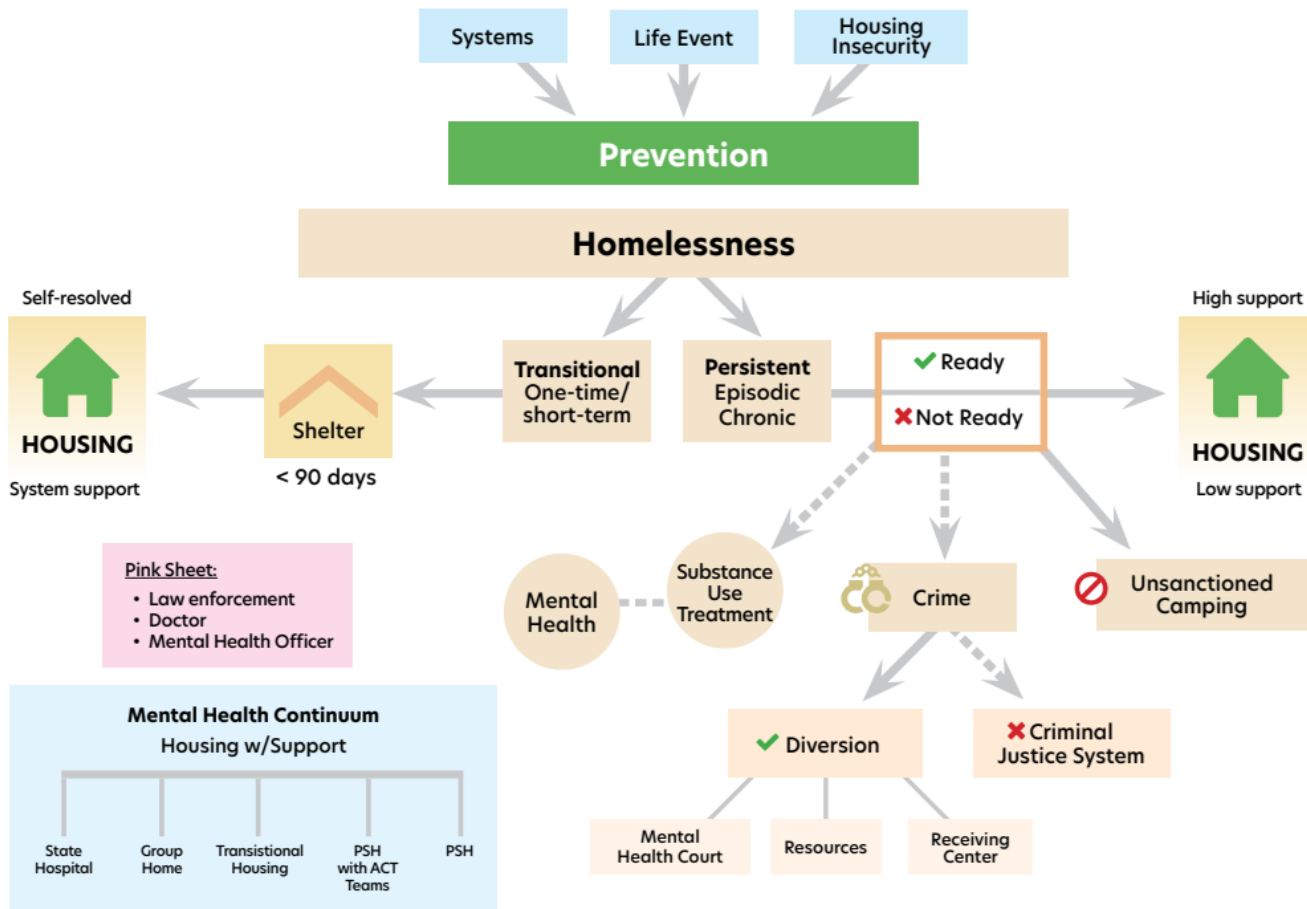 Systems
Life Event
Housing
Insecurity
Prevention
Homelessness
Self-resolved
HOUSING
System support
Shelter
< 90 days
Transitional
One-time/
short-term
Persistent
Episodic
Chronic
Ready
Not Ready
High support
HOUSING
Low support
Pink Sheet:
• Law enforcement
• Doctor
• Mental Health Officer
Mental
Health
Substance
Use
Treatment
Crime
Unsanctioned
Camping
Mental Health Continuum
Housing w/Support
State
Hospital
Group
Home
Transistional
Housing
PSH
with ACT
Teams
PSH
Diversion
Criminal
Justice System
Mental
Health Court
Resources
Receiving
Center